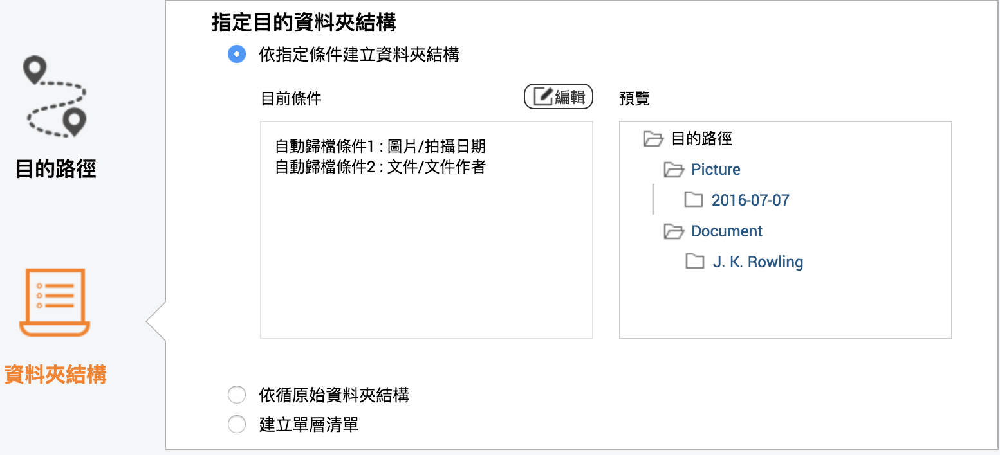 目的路徑
資料夾結構
指定目的資料夾結構
依指定條件建立資料夾結構
目前條件
編輯
自動歸檔條件1 : 圖片/拍攝日期
自動歸檔條件2 : 文件/文件作者
預覽
目的路徑
Picture
2016-07-07
Document
J. K. Rowling
依循原始資料夾結構
建立單層清單